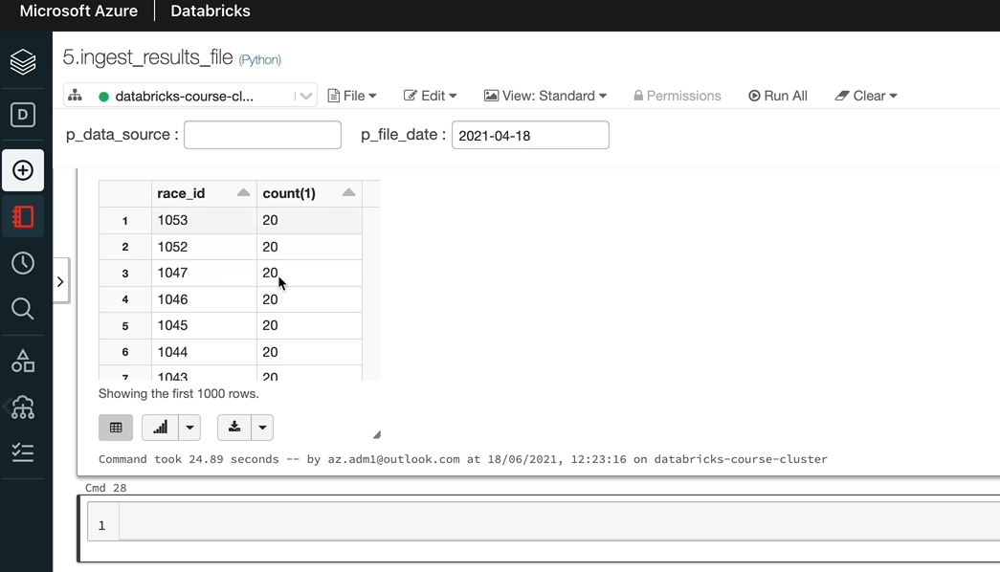 Microsoft Azure | Databricks
5.ingest_results_file (Python)
databricks-course-cl... File Edit View: Standard Permissions Run All Clear
p_data_source : p_file_date : 2021-04-18
race_id count(1)
1 1053 20
2 1052 20
3 1047 20
4 1046 20
5 1045 20
6 1044 20
7 1043 20
Showing the first 1000 rows.
Command took 24.89 seconds -- by az.adm1@outlook.com at 18/06/2021, 12:23:16 on databricks-course-cluster
Cmd 28
1
D